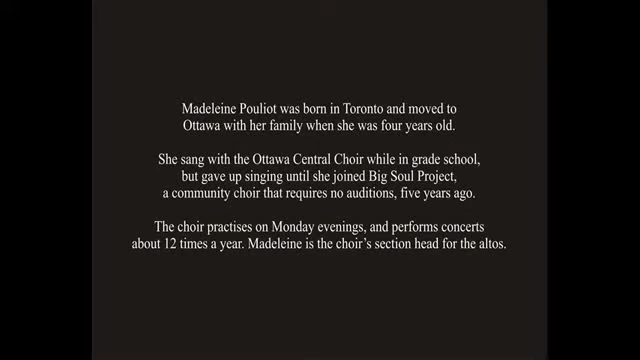 Madeleine Pouliot was born in Toronto and moved to
Ottawa with her family when she was four years old.
She sang with the Ottawa Central Choir while in grade school,
but gave up singing until she joined Big Soul Project,
a community choir that requires no auditions, five years ago.
The choir practises on Monday evenings, and performs concerts
about 12 times a year. Madeleine is the choir’s section head for the altos.